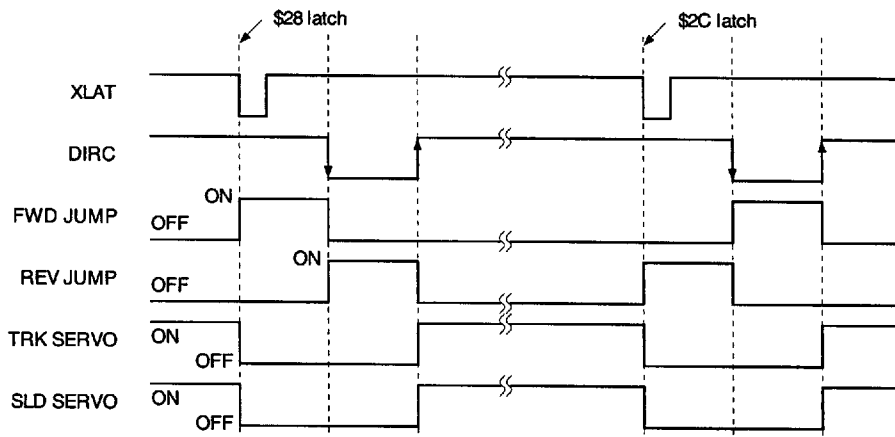 $28 latch
$2C latch
XLAT
DIRC
ON
FWD JUMP
OFF
ON
REV JUMP
OFF
TRK SERVO
ON
OFF
SLD SERVO
ON
OFF